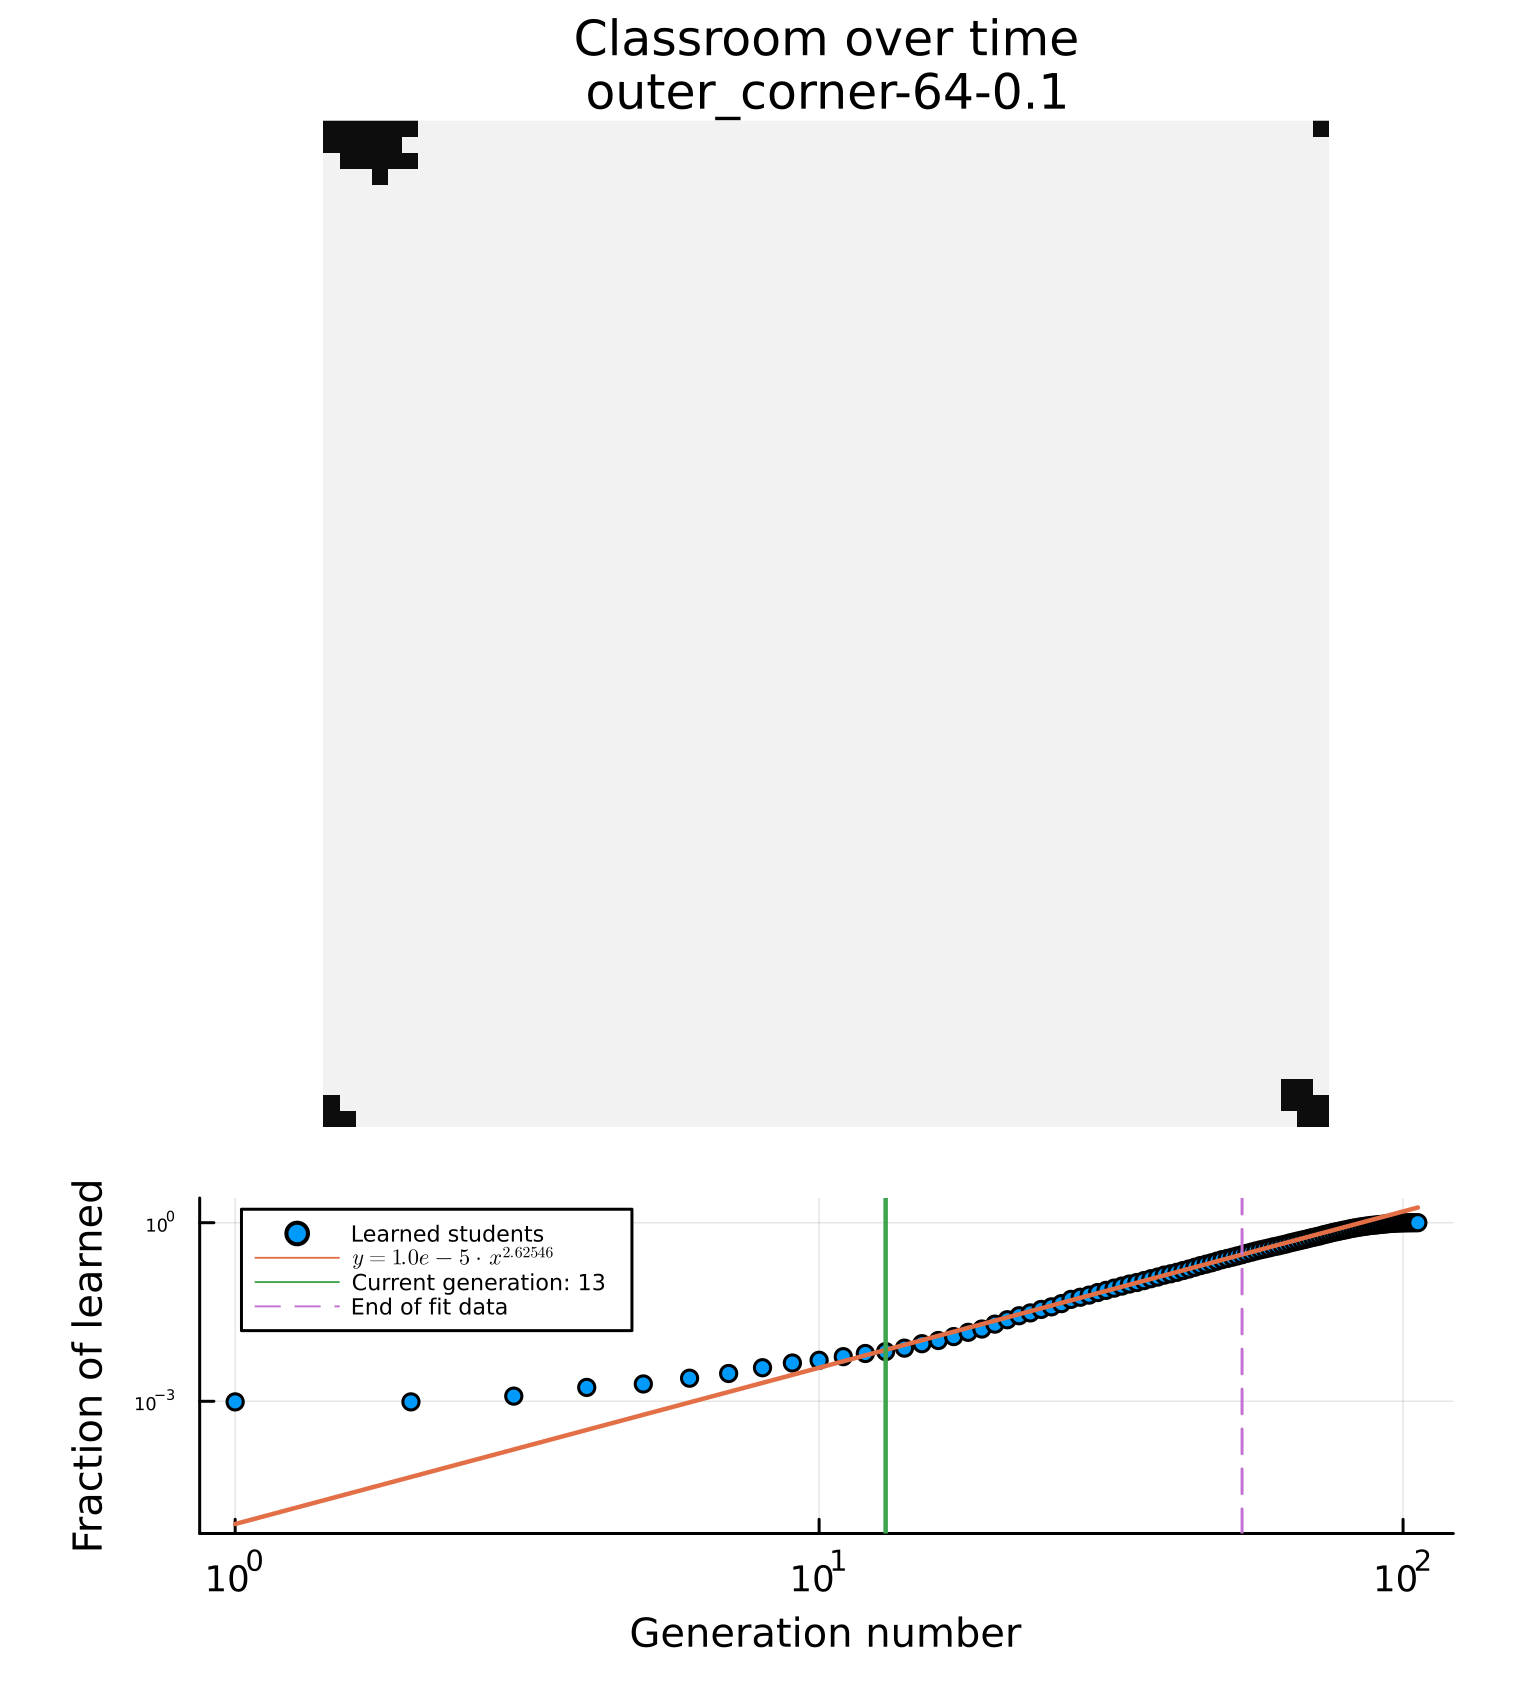 Classroom over time
outer_corner-64-0.1
Fraction of learned
10^0
10^-3
Learned students
y = 1.0e − 5 · x^2.62546
Current generation: 13
End of fit data
10^0 10^1 10^2
Generation number